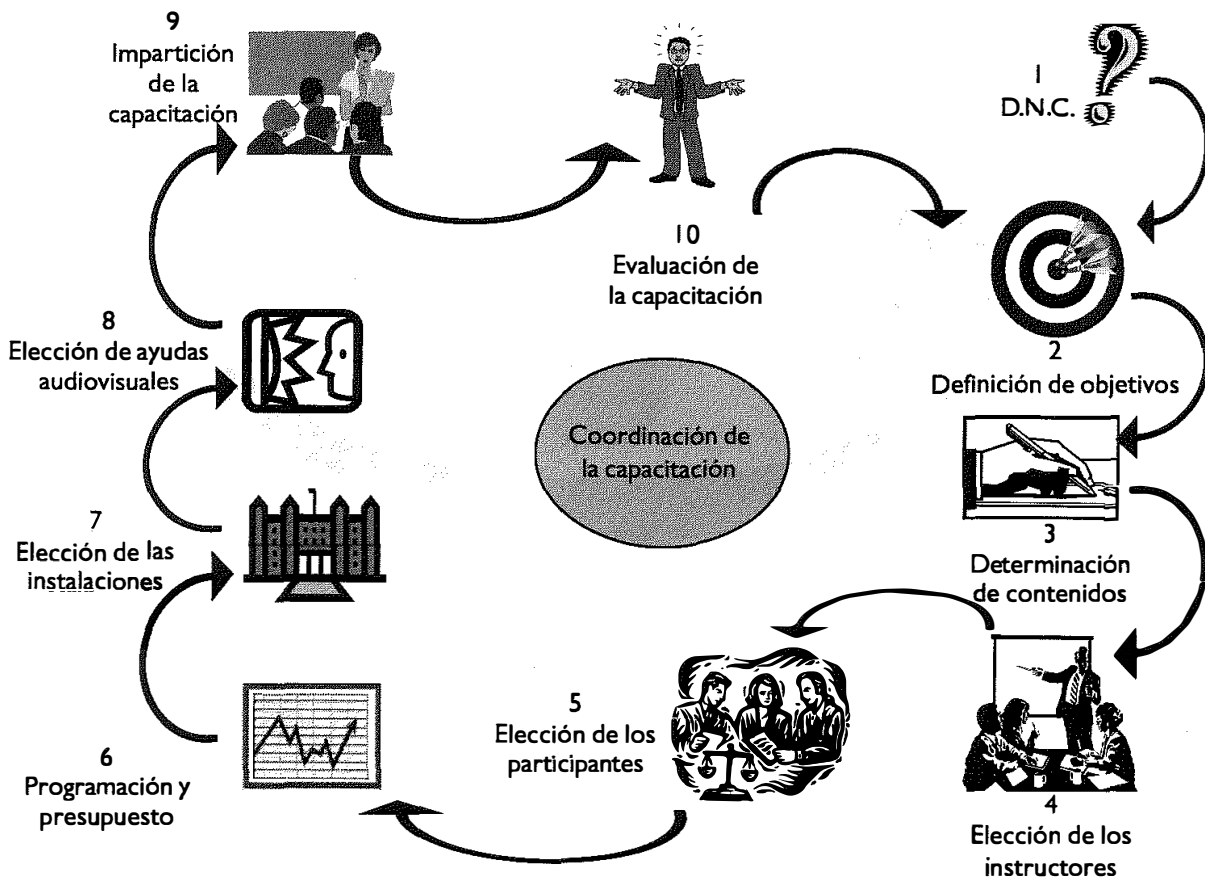 1
D.N.C.
2
Definición de objetivos
3
Determinación
de contenidos
4
Elección de los
instructores
5
Elección de los
participantes
6
Programación y
presupuesto
7
Elección de las
instalaciones
8
Elección de ayudas
audiovisuales
9
Impartición
de la
capacitación
10
Evaluación de
la capacitación
Coordinación de
la capacitación